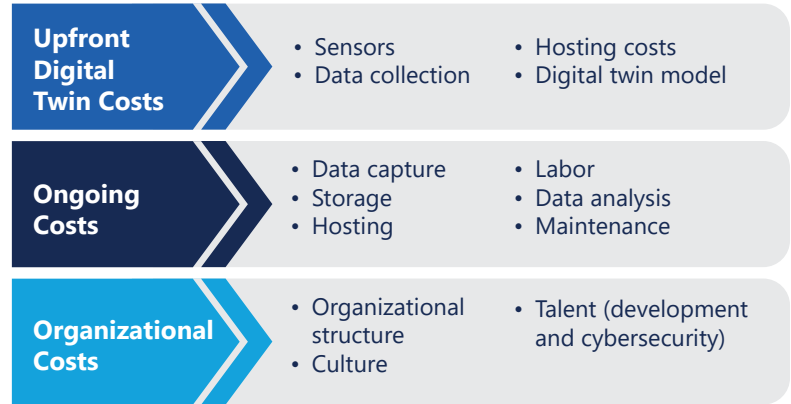 Upfront
Digital
Twin Costs
• Sensors
• Data collection
• Hosting costs
• Digital twin model
Ongoing
Costs
• Data capture
• Storage
• Hosting
• Labor
• Data analysis
• Maintenance
Organizational
Costs
• Organizational
structure
• Culture
• Talent (development
and cybersecurity)